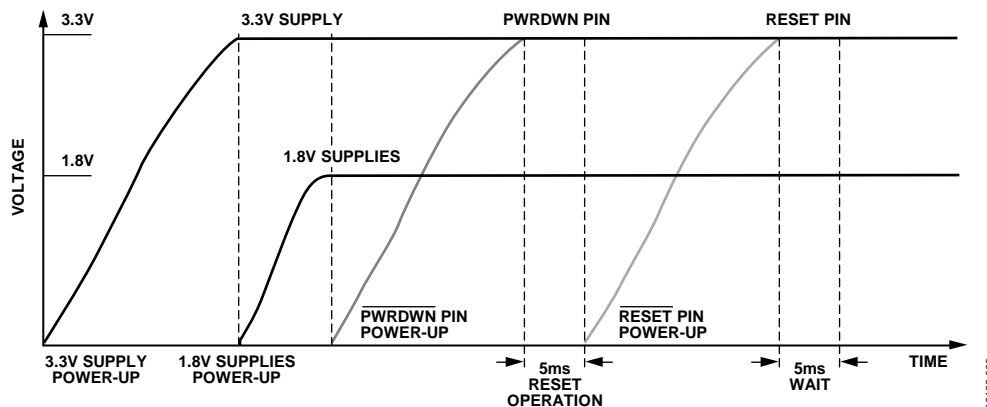 3.3V
3.3V SUPPLY
PWRDWN PIN
RESET PIN
VOLTAGE
1.8V
1.8V SUPPLIES
PWRDWN PIN
POWER-UP
RESET PIN
POWER-UP
3.3V SUPPLY
POWER-UP
1.8V SUPPLIES
POWER-UP
5ms
RESET
OPERATION
5ms
WAIT
TIME